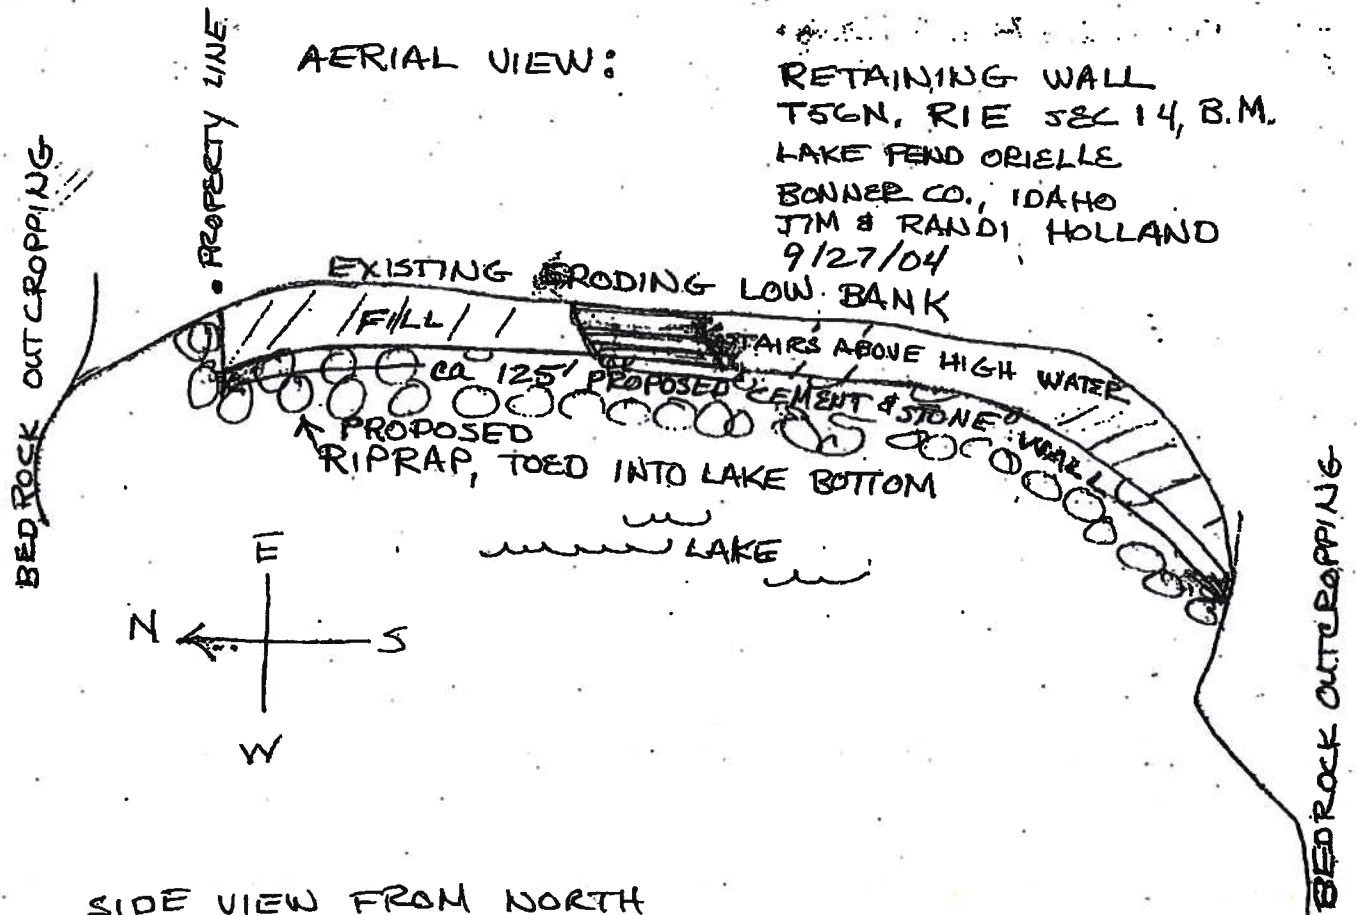 AERIAL VIEW:
RETAINING WALL
T56N. R1E SEC 14, B.M.
LAKE PEND ORIELLE
BONNER CO., IDAHO
JIM & RANDI HOLLAND
9/27/04
PROPERTY LINE
BEDROCK OUTCROPPING
EXISTING ERODING LOW BANK
FILL
STAIRS ABOVE HIGH WATER
ca 125' PROPOSED CEMENT & STONE WALL
PROPOSED
RIPRAP, TOED INTO LAKE BOTTOM
LAKE
E
N
S
W
BEDROCK OUTCROPPING
SIDE VIEW FROM NORTH